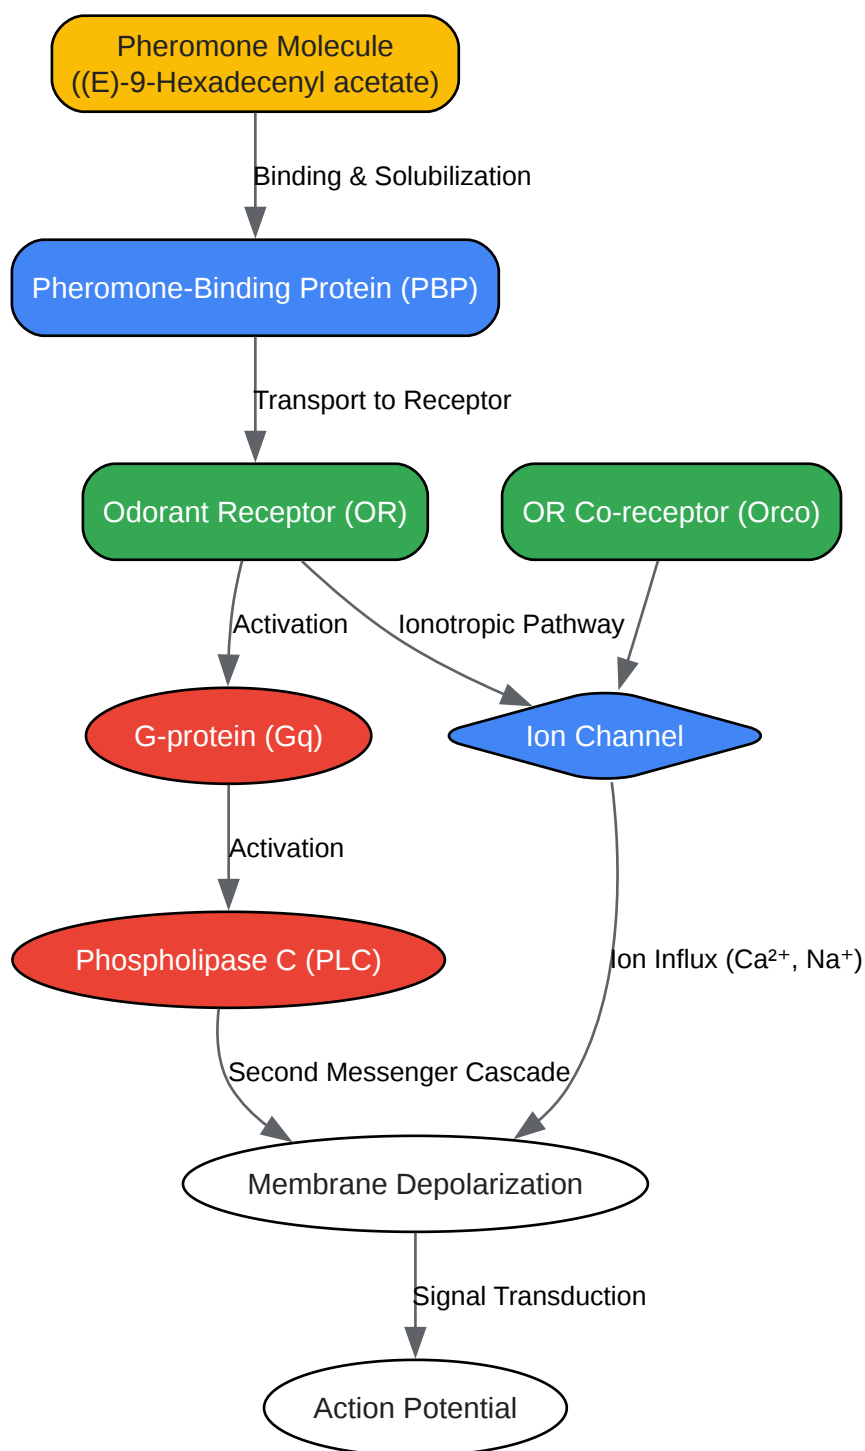 Pheromone Molecule
((E)-9-Hexadecenyl acetate)
Binding & Solubilization
Pheromone-Binding Protein (PBP)
Transport to Receptor
Odorant Receptor (OR)
OR Co-receptor (Orco)
Activation
Ionotropic Pathway
G-protein (Gq)
Ion Channel
Activation
Phospholipase C (PLC)
Ion Influx (Ca²⁺, Na⁺)
Second Messenger Cascade
Membrane Depolarization
Signal Transduction
Action Potential